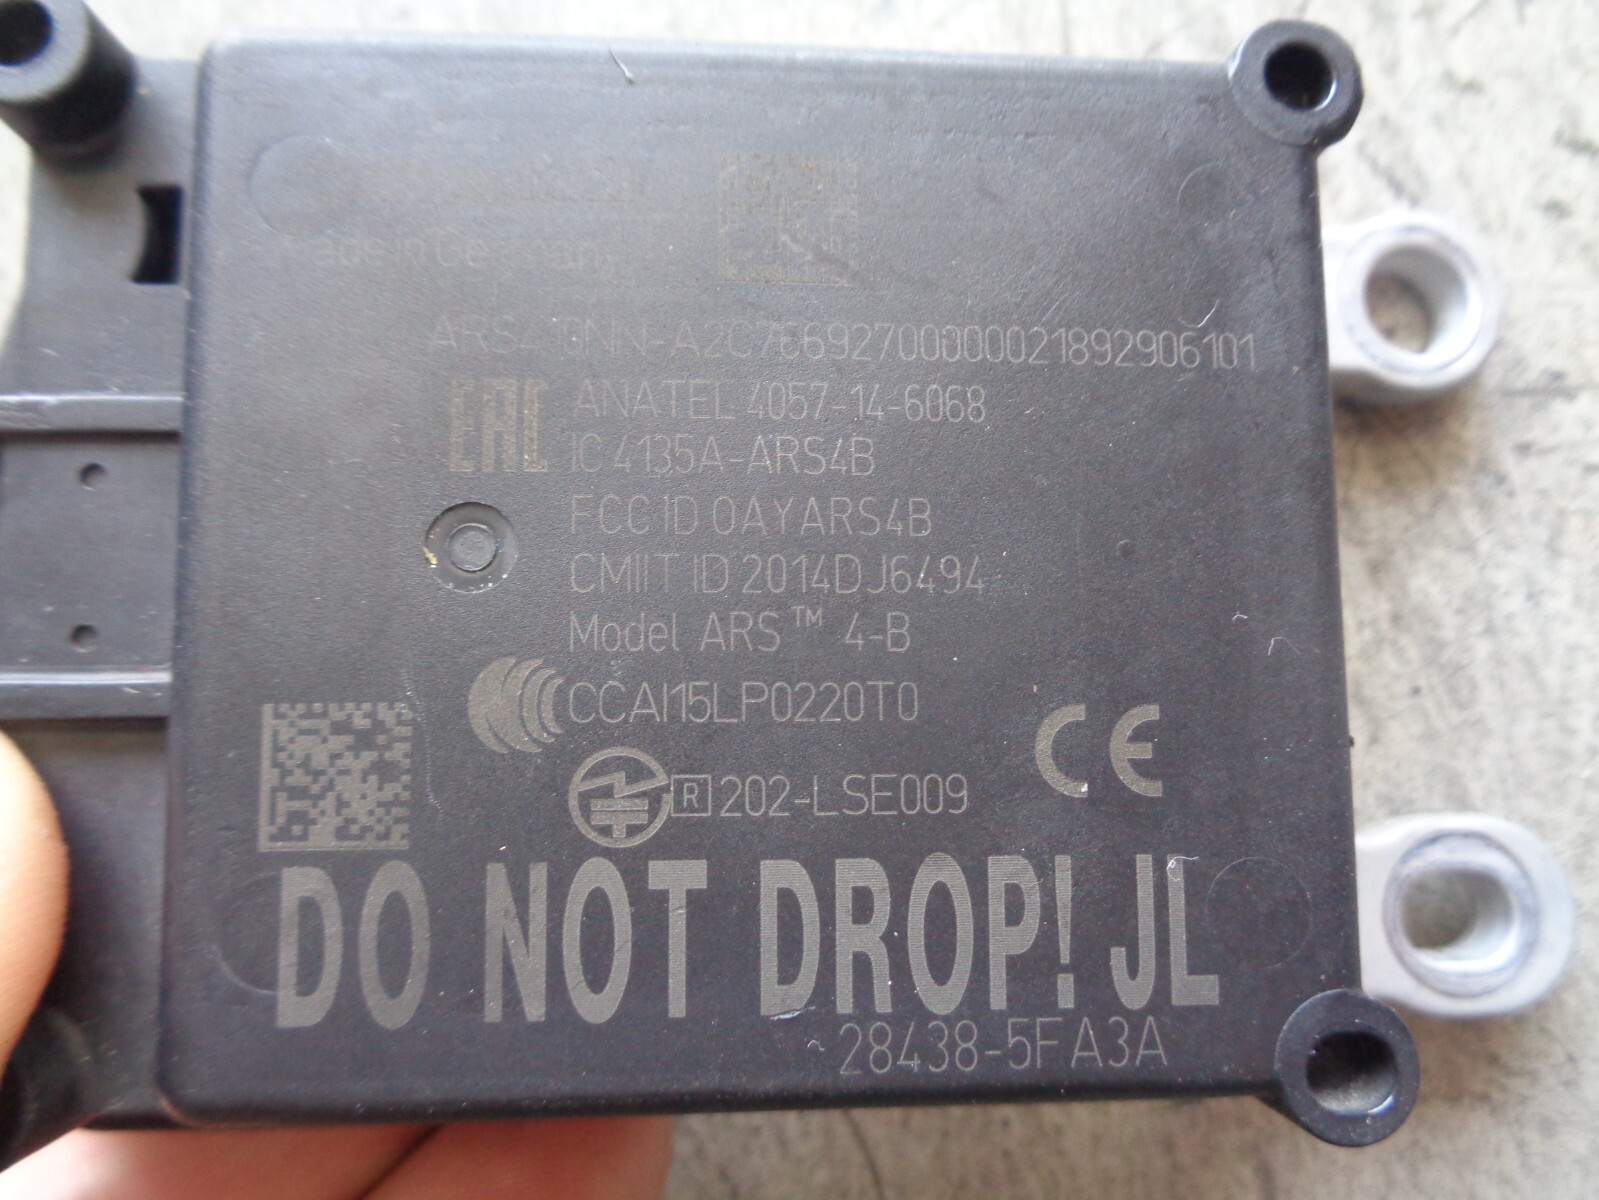 Made in Germany
ARS4 NN-A2C7669270000021892906101
EAC
ANATEL 4057-14-6068
IC 4135A-ARS4B
FCC ID OAYARS4B
CMIIT ID 2014DJ6494
Model ARS™ 4-B
CCAI15LP0220T0
R 202-LSE009
CE
DO NOT DROP! JL
28438-5FA3A